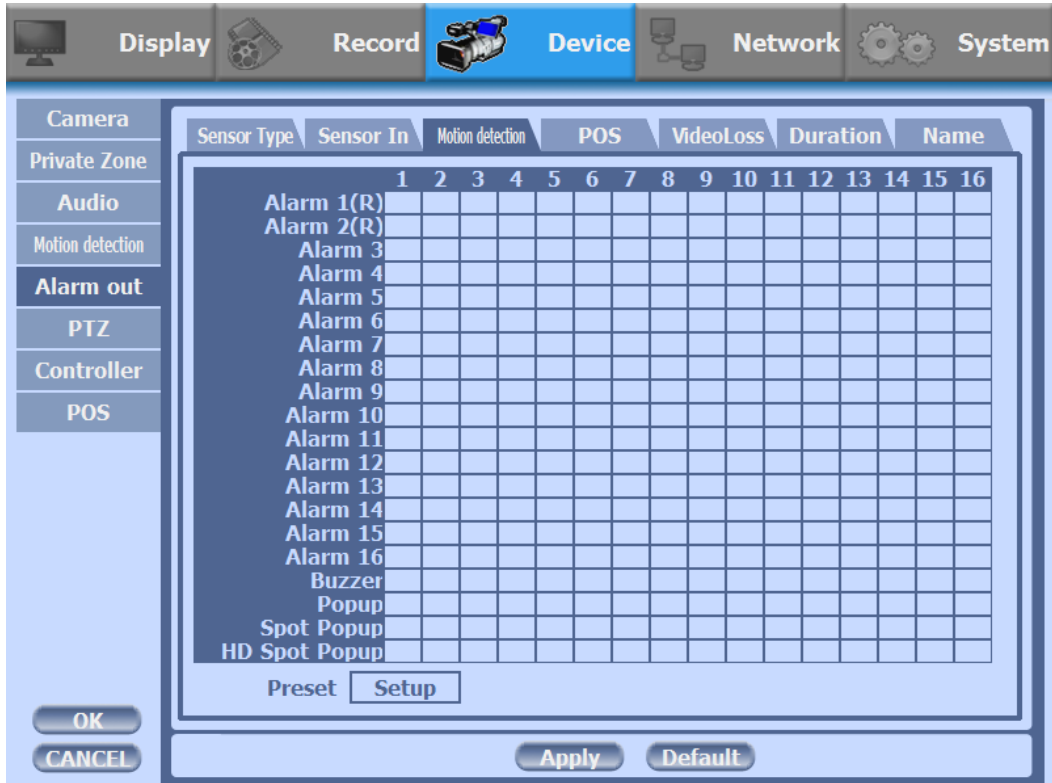 Display Record Device Network System
Camera
Private Zone
Audio
Motion detection
Alarm out
PTZ
Controller
POS
OK
CANCEL
Sensor Type Sensor In Motion detection POS VideoLoss Duration Name
1 2 3 4 5 6 7 8 9 10 11 12 13 14 15 16
Alarm 1(R)
Alarm 2(R)
Alarm 3
Alarm 4
Alarm 5
Alarm 6
Alarm 7
Alarm 8
Alarm 9
Alarm 10
Alarm 11
Alarm 12
Alarm 13
Alarm 14
Alarm 15
Alarm 16
Buzzer
Popup
Spot Popup
HD Spot Popup
Preset Setup
Apply Default